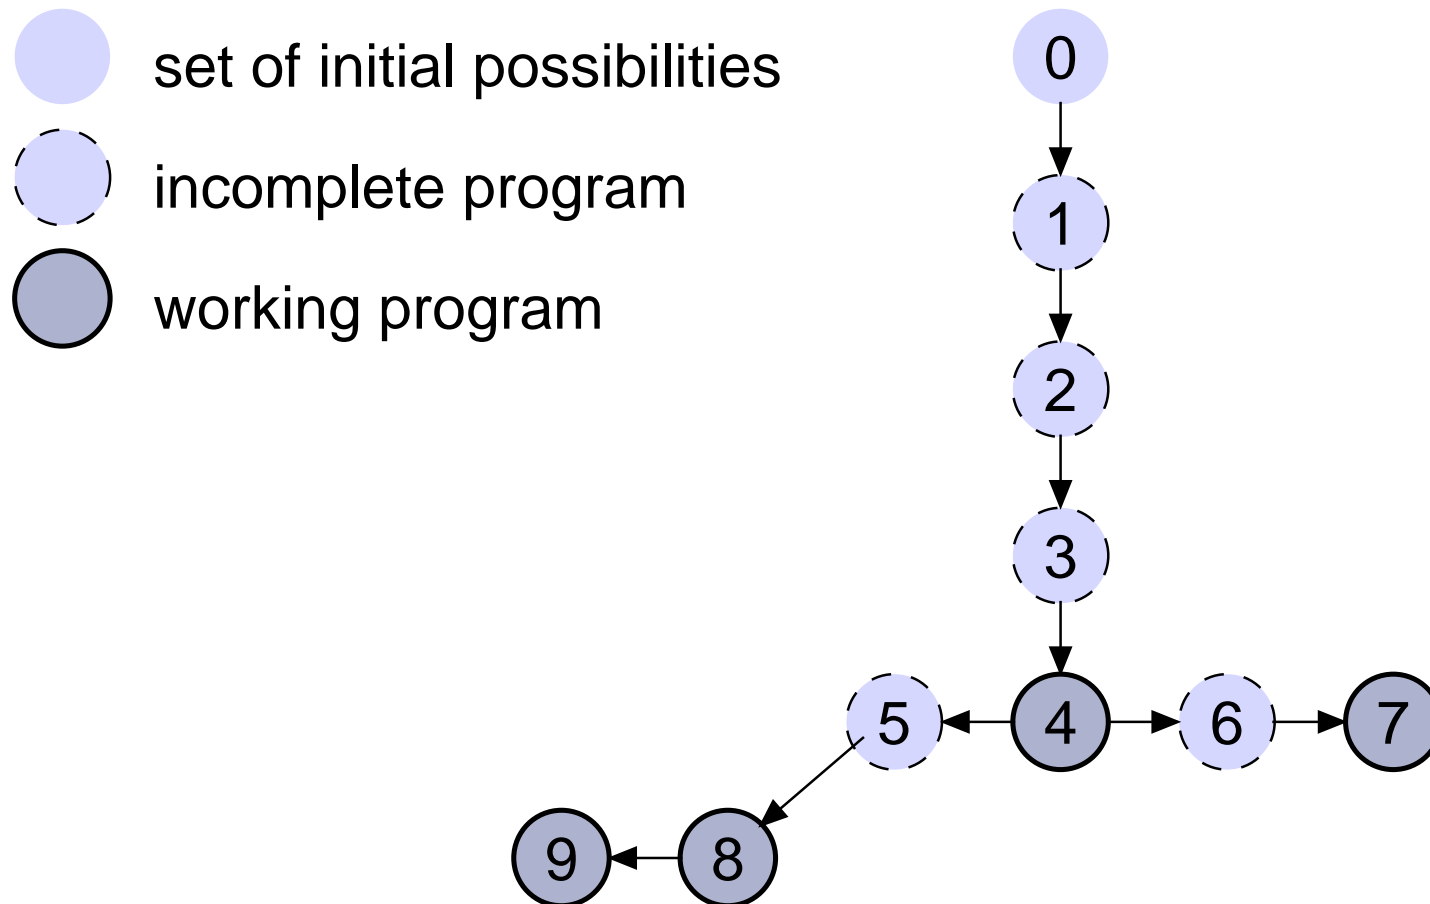 set of initial possibilities
incomplete program
working program
0
1
2
3
5 4 6 7
9 8